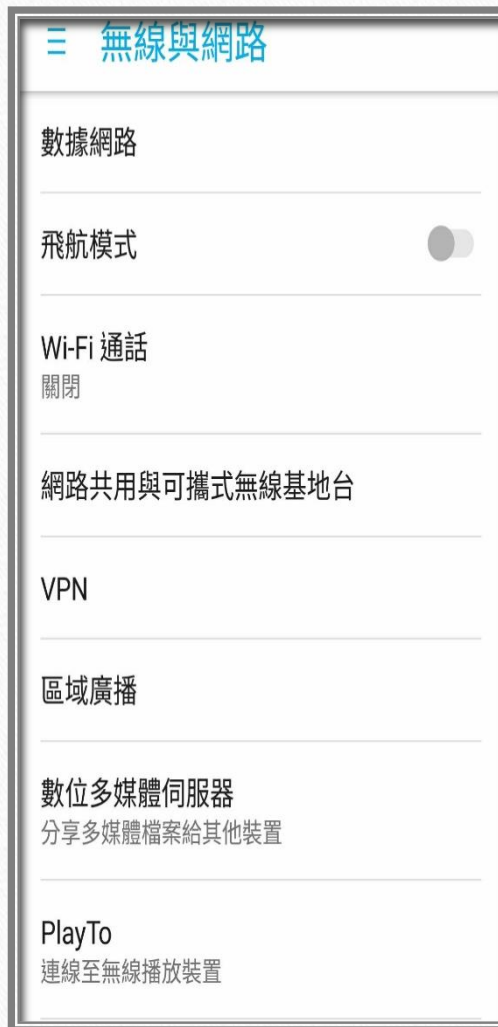 無線與網路
數據網路
飛航模式
Wi-Fi 通話
關閉
網路共用與可攜式無線基地台
VPN
區域廣播
數位多媒體伺服器
分享多媒體檔案給其他裝置
PlayTo
連線至無線播放裝置